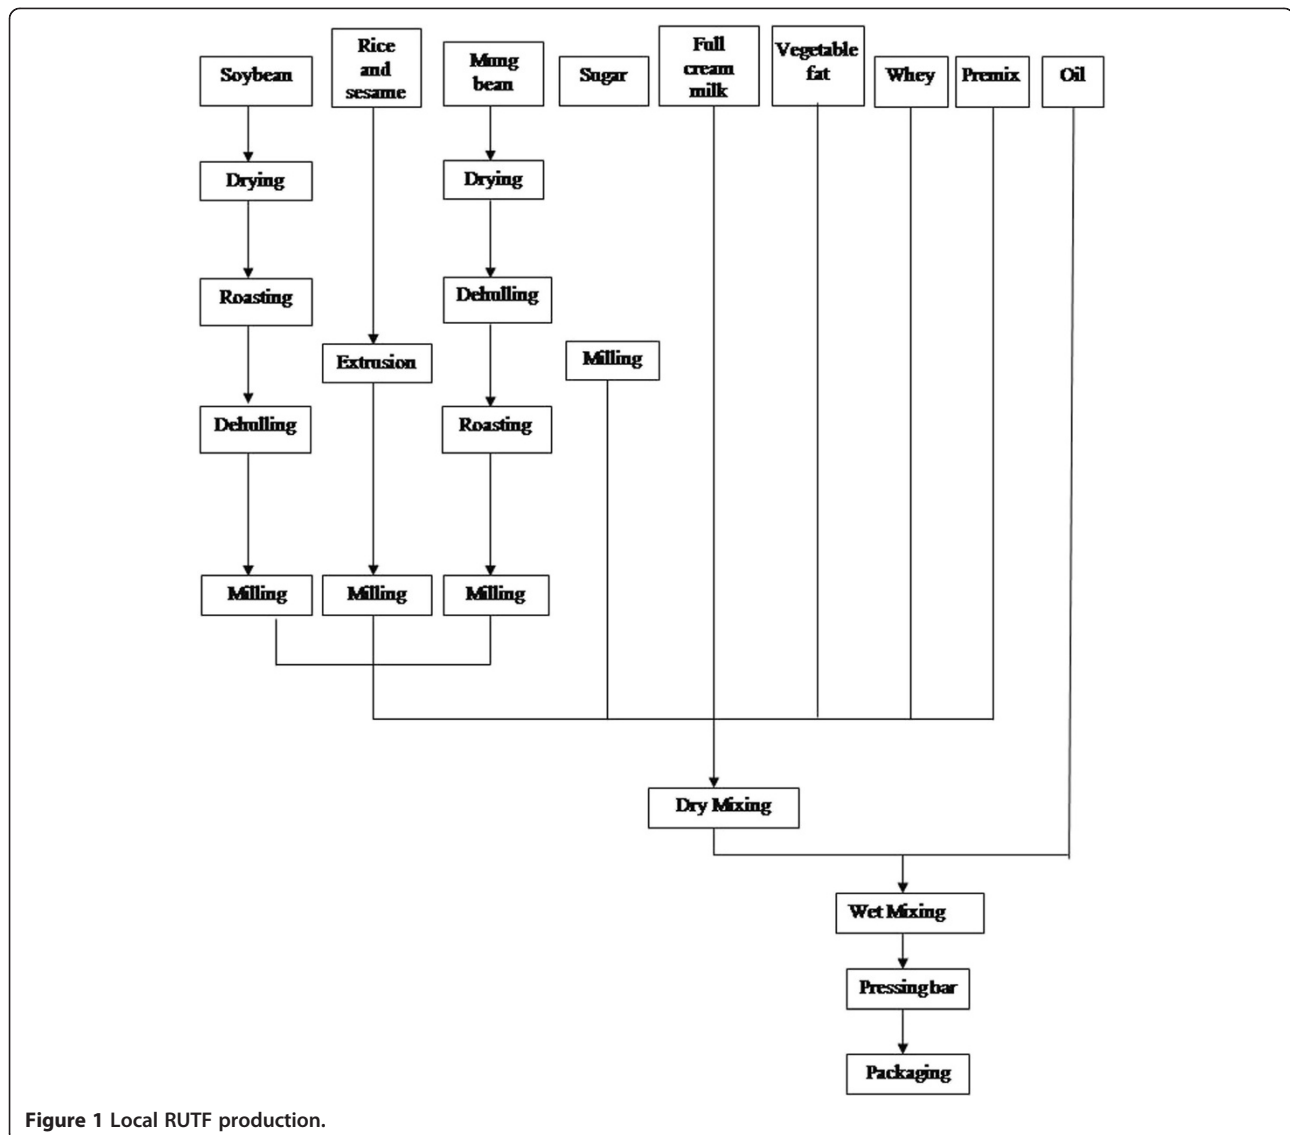 Soybean
Rice
and
sesame
Mung
bean
Sugar
Full
cream
milk
Vegetable
fat
Whey
Premix
Oil
Drying
Drying
Roasting
Dehulling
Extrusion
Milling
Dehulling
Roasting
Milling
Milling
Milling
Dry Mixing
Wet Mixing
Pressing bar
Packaging
Figure 1 Local RUTF production.